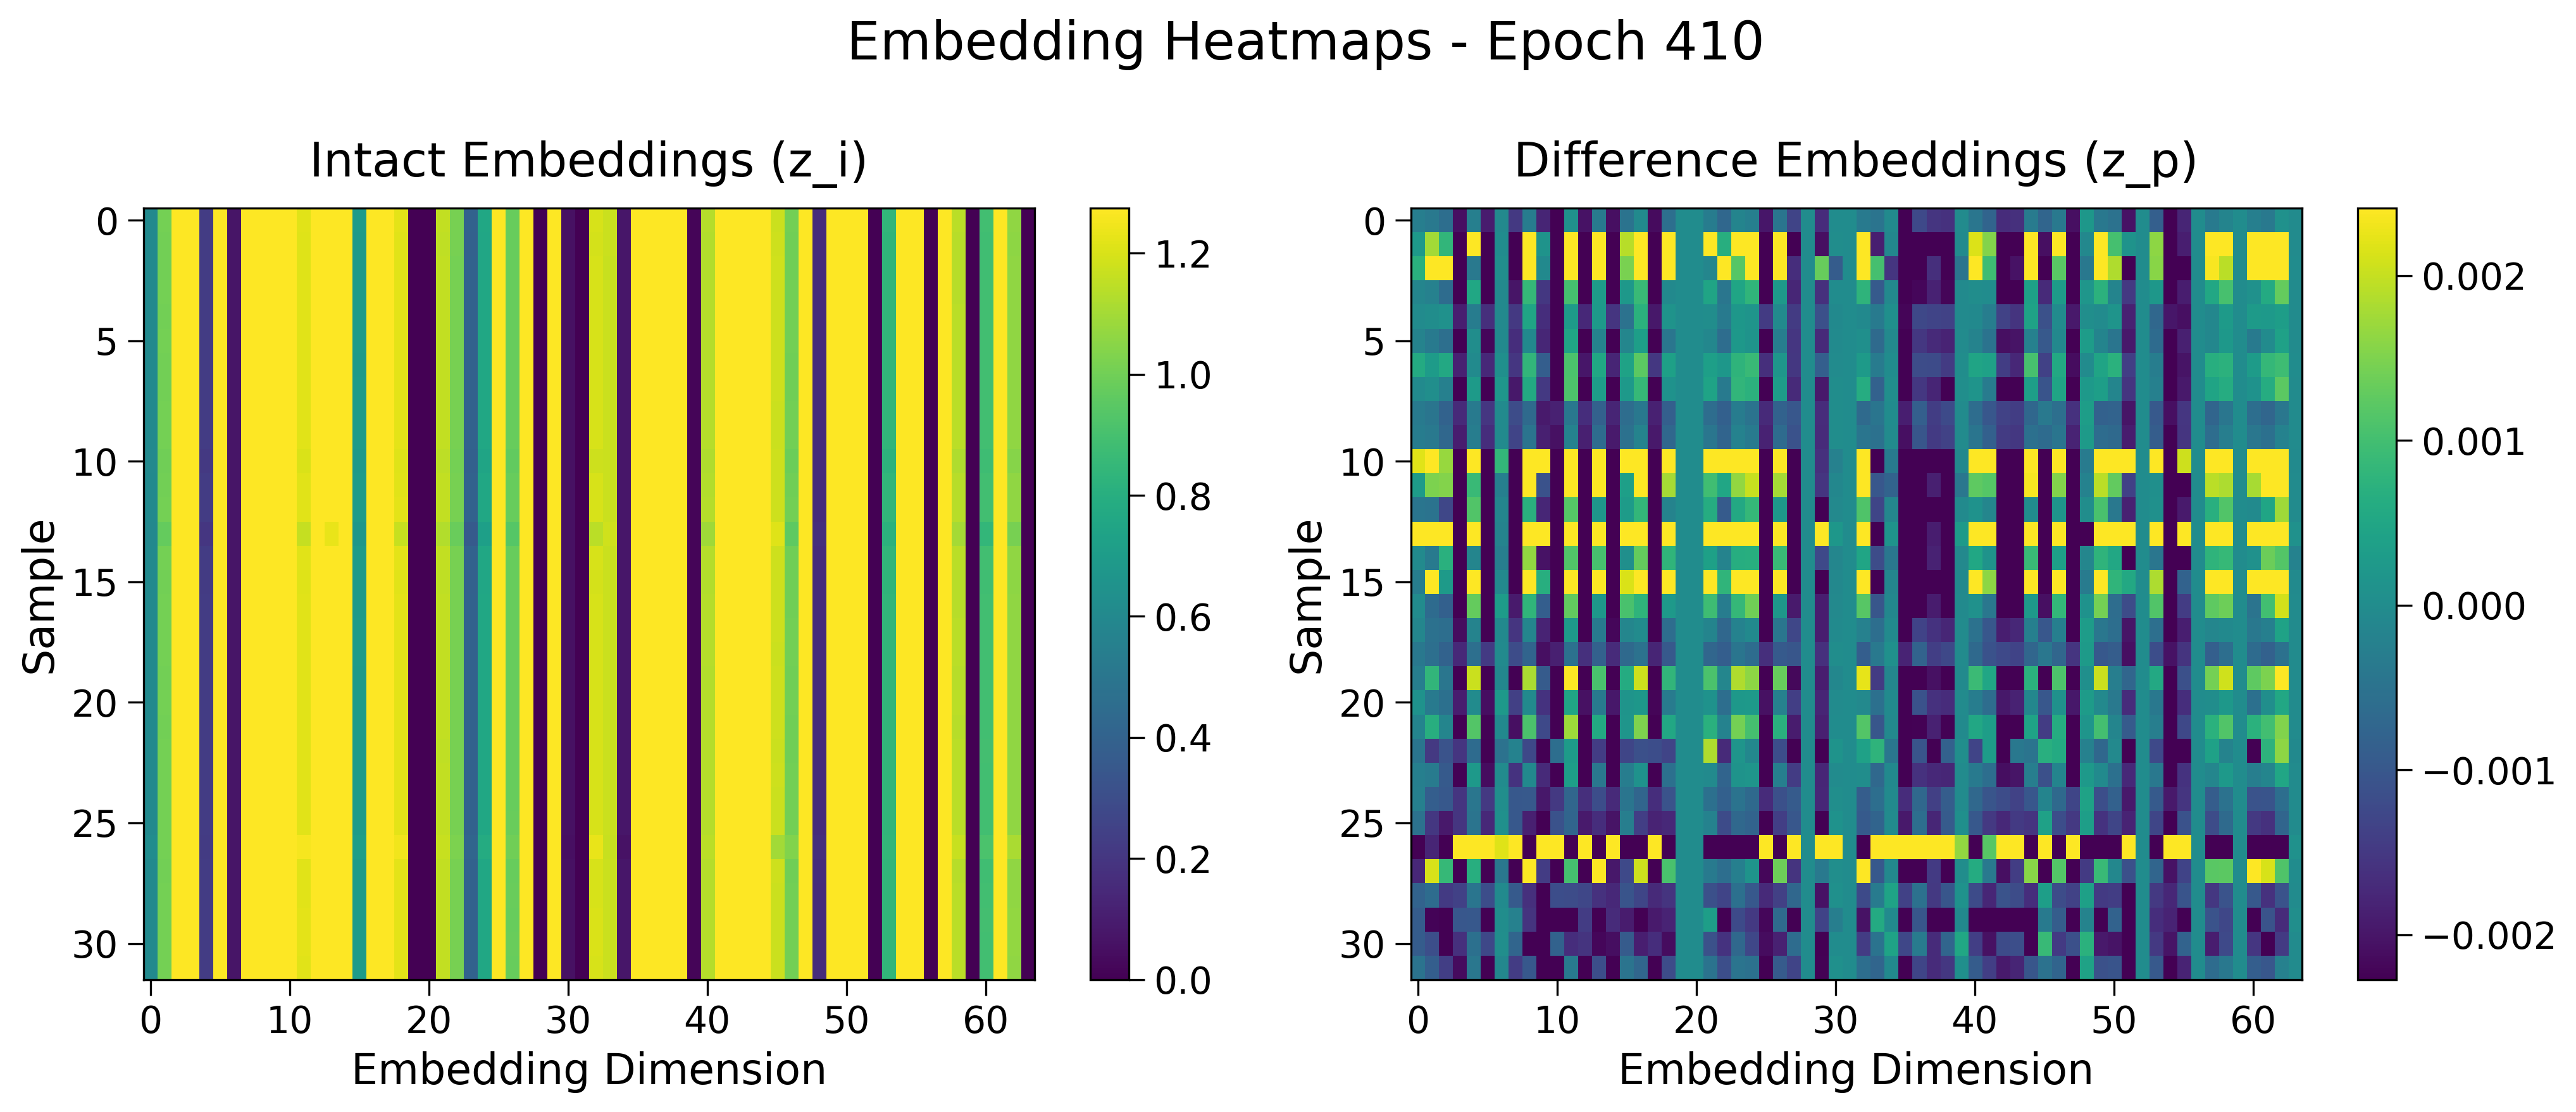 Embedding Heatmaps - Epoch 410
Intact Embeddings (z_i)
Difference Embeddings (z_p)
Sample
0
5
10
15
20
25
30
0 10 20 30 40 50 60
Embedding Dimension
1.2
1.0
0.8
0.6
0.4
0.2
0.0
Sample
0
5
10
15
20
25
30
0 10 20 30 40 50 60
Embedding Dimension
0.002
0.001
0.000
−0.001
−0.002